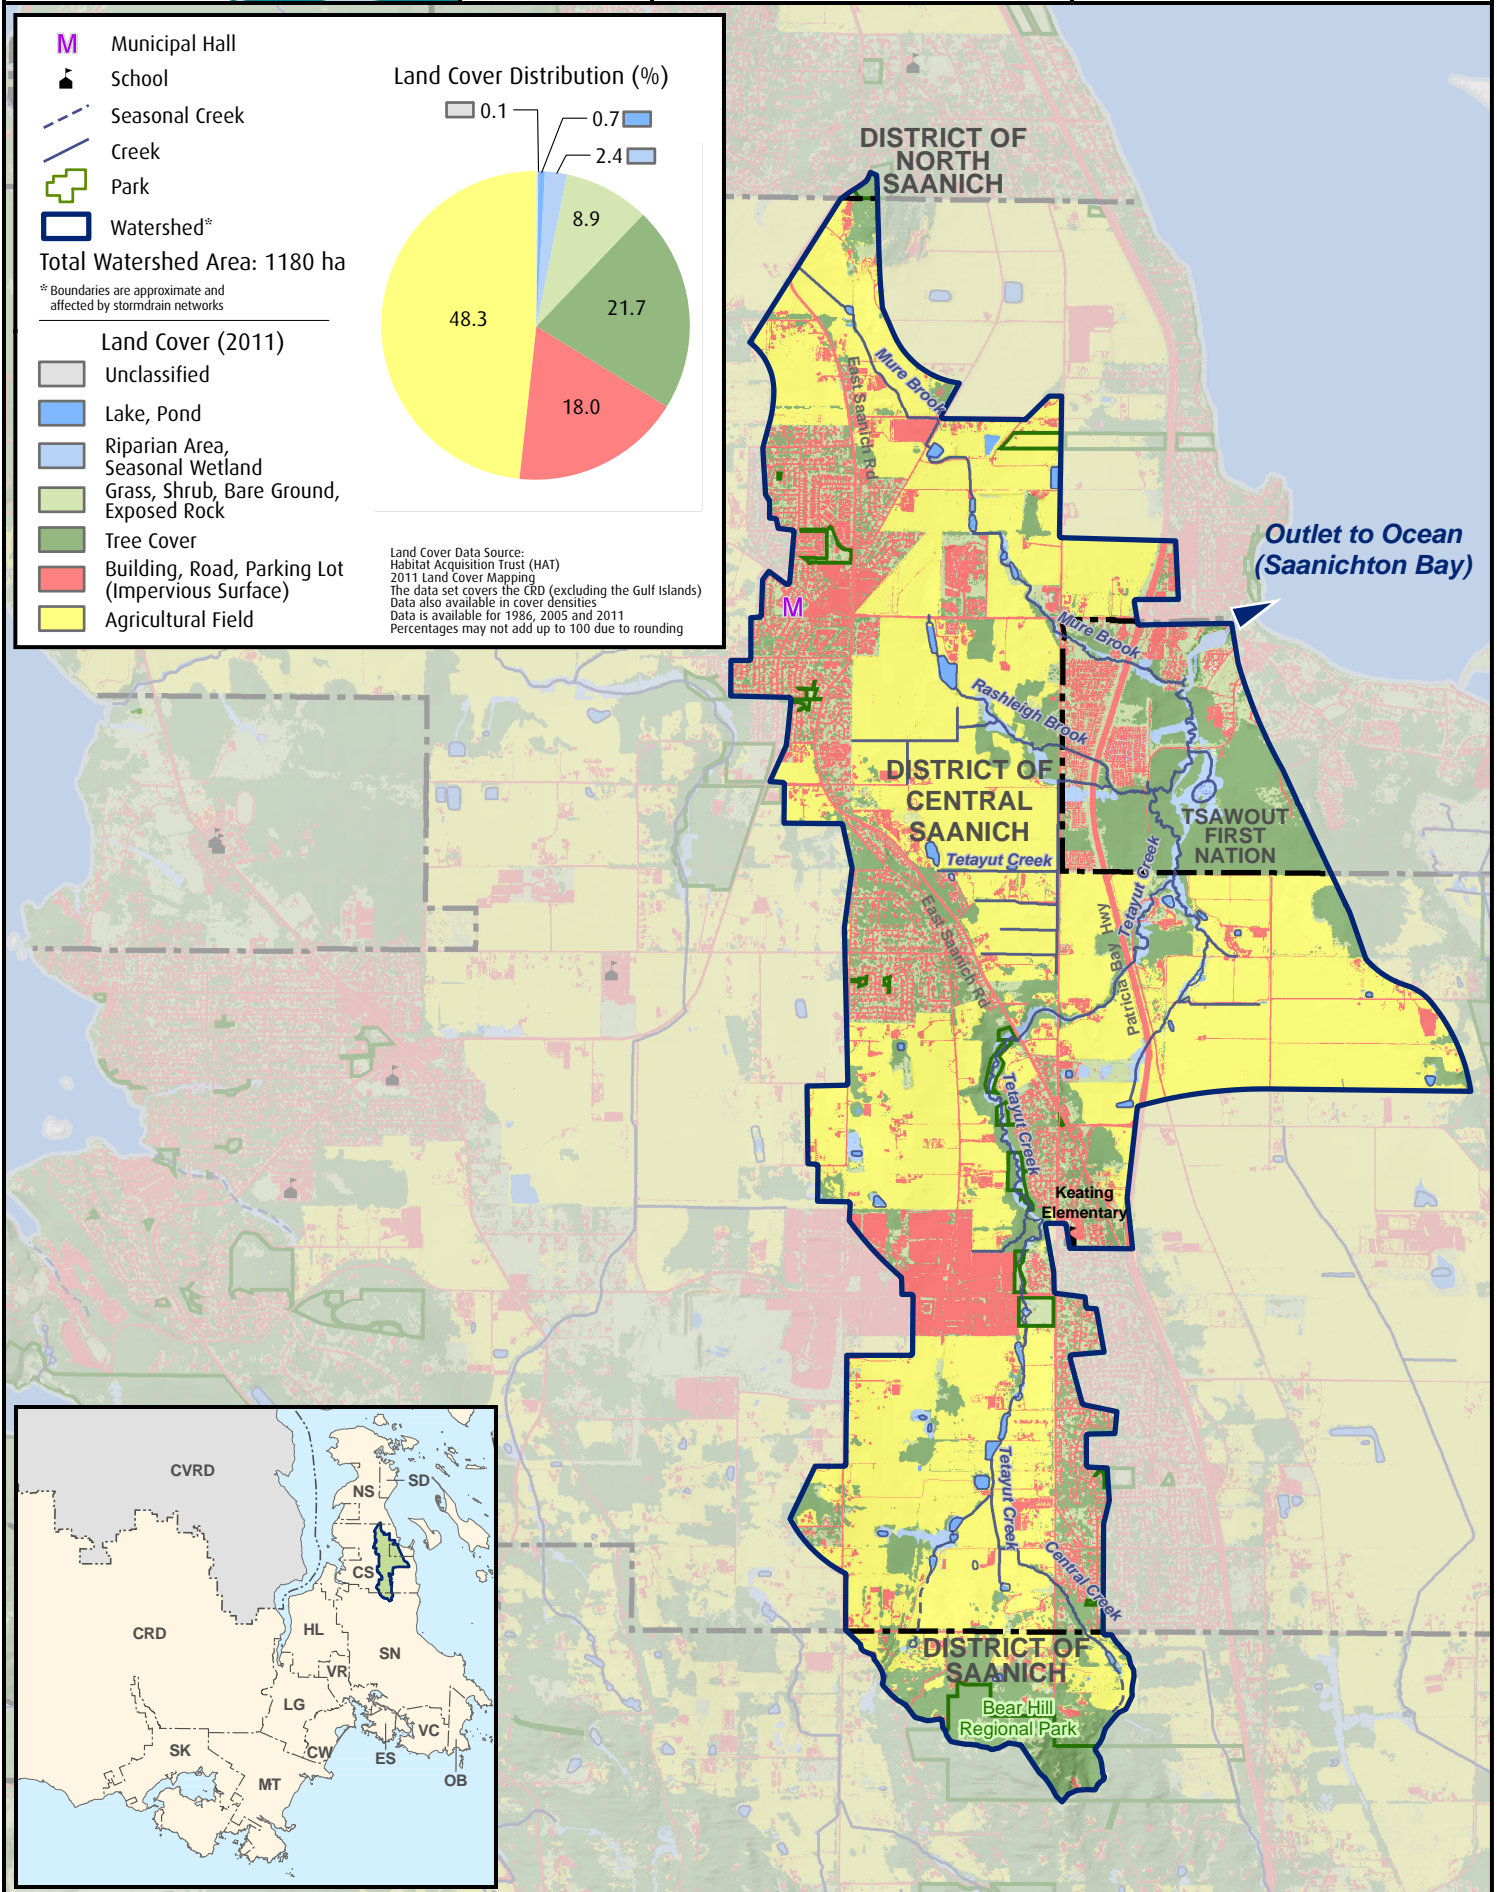 M Municipal Hall
School
Seasonal Creek
Creek
Park
Watershed*
Total Watershed Area: 1180 ha
* Boundaries are approximate and
affected by stormdrain networks
Land Cover (2011)
Unclassified
Lake, Pond
Riparian Area,
Seasonal Wetland
Grass, Shrub, Bare Ground,
Exposed Rock
Tree Cover
Building, Road, Parking Lot
(Impervious Surface)
Agricultural Field
Land Cover Distribution (%)
0.1
0.7
2.4
8.9
21.7
48.3
18.0
Land Cover Data Source:
Habitat Acquisition Trust (HAT)
2011 Land Cover Mapping
The data set covers the CRD (excluding the Gulf Islands)
Data also available in cover densities
Data is available for 1986, 2005 and 2011
Percentages may not add up to 100 due to rounding
DISTRICT OF
NORTH
SAANICH
Mure Brook
East Saanich Rd
Outlet to Ocean
(Saanichton Bay)
M
Mure Brook
Rashleigh Brook
DISTRICT OF
CENTRAL
SAANICH
TSAWOUT
FIRST
NATION
Tetayut Creek
Tetayut Creek
East Saanich Rd
Patricia Bay Hwy
Tetayut Creek
Keating
Elementary
Tetayut Creek
Central Creek
DISTRICT OF
SAANICH
Bear Hill
Regional Park
CVRD
SD
NS
CS
CRD
HL
SN
VR
LG
VC
SK
CW
ES
MT
OB